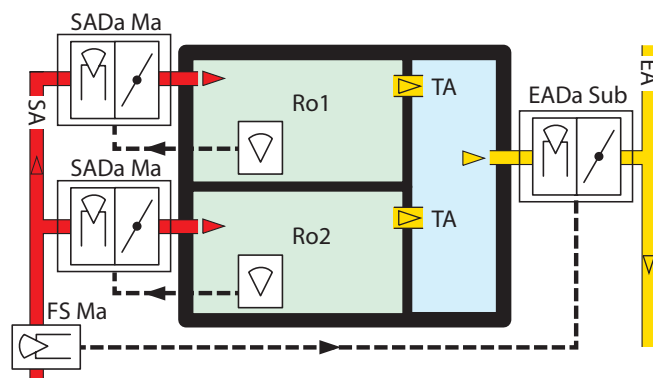 SADa Ma
SA
Ro1
TA
EADa Sub
EA
SADa Ma
Ro2
TA
FS Ma